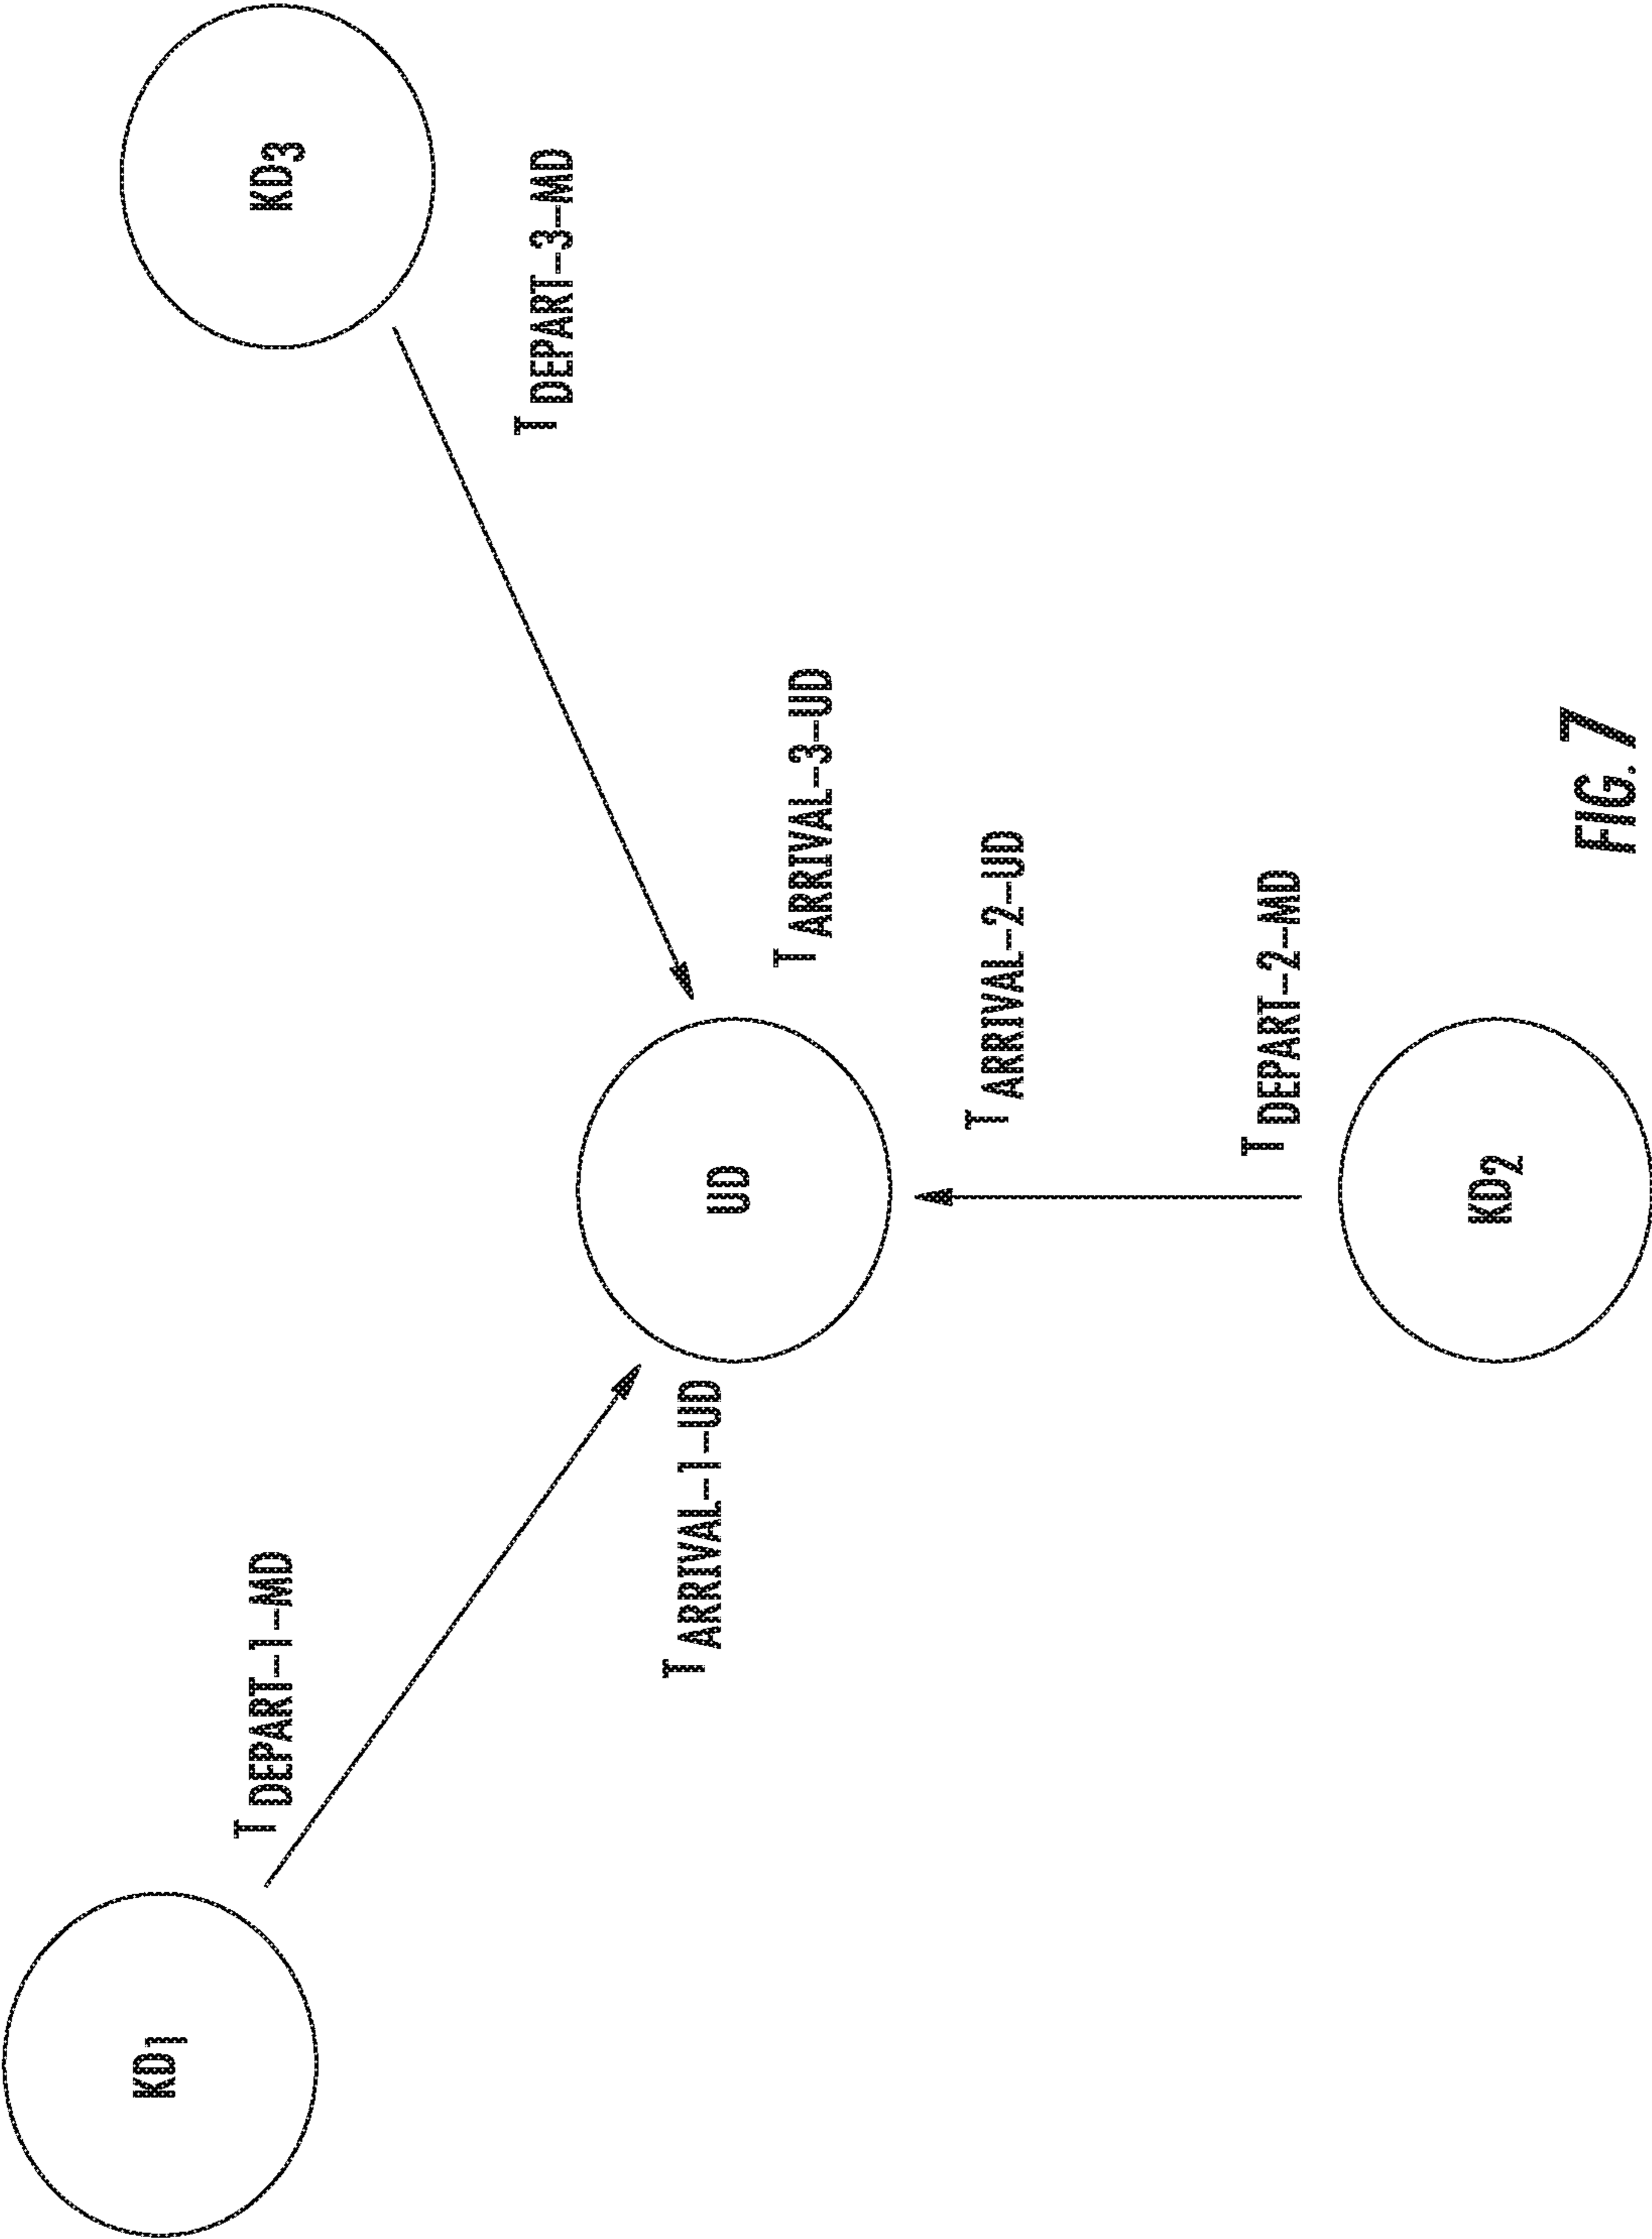 KD1
KD3
T DEPART-1-MD
T DEPART-3-MD
UD
T ARRIVAL-1-UD
T ARRIVAL-3-UD
T ARRIVAL-2-UD
T DEPART-2-MD
KD2
FIG. 7